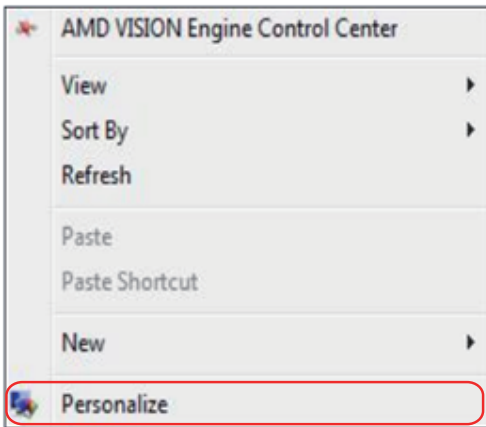 AMD VISION Engine Control Center
View
Sort By
Refresh
Paste
Paste Shortcut
New
Personalize